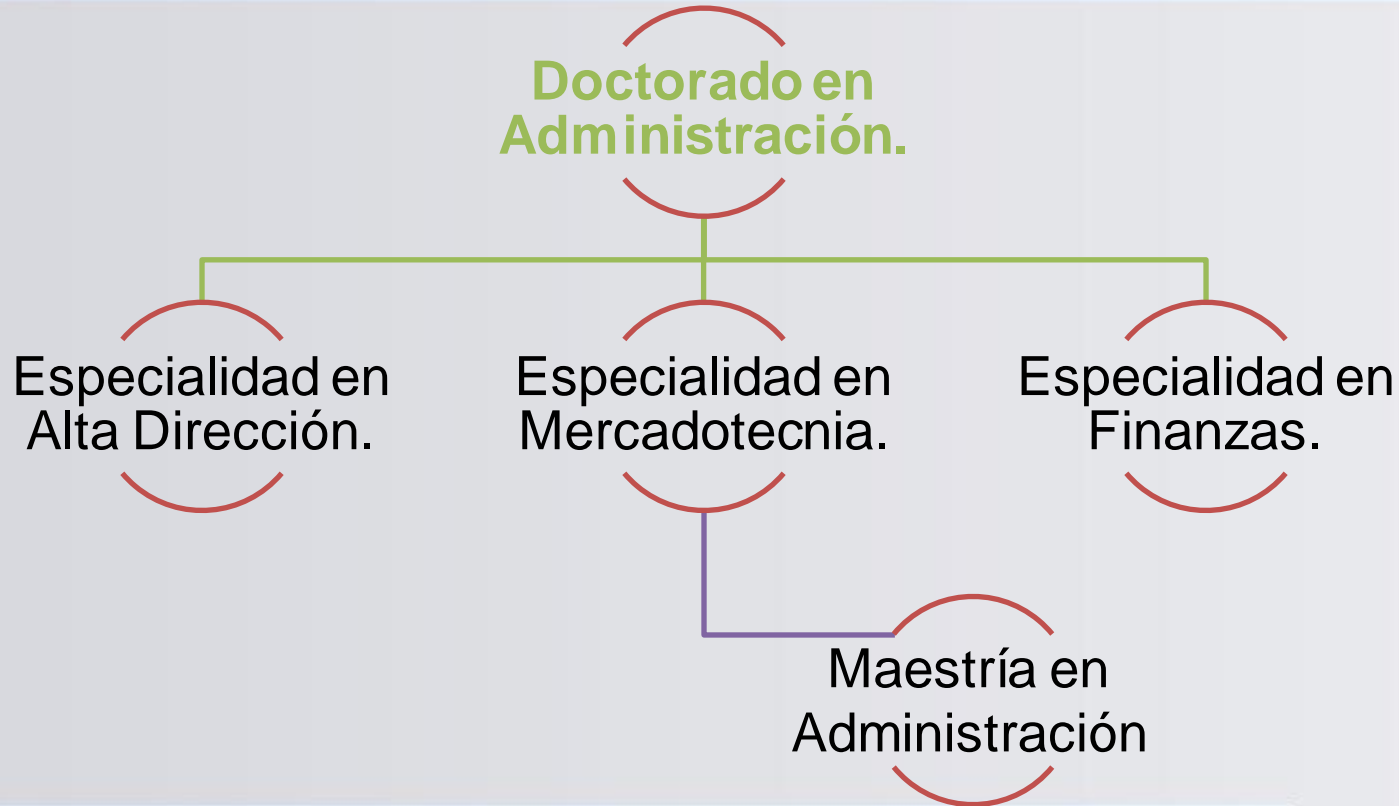 Doctorado en
Administración.
Especialidad en
Alta Dirección.
Especialidad en
Mercadotecnia.
Especialidad en
Finanzas.
Maestría en
Administración